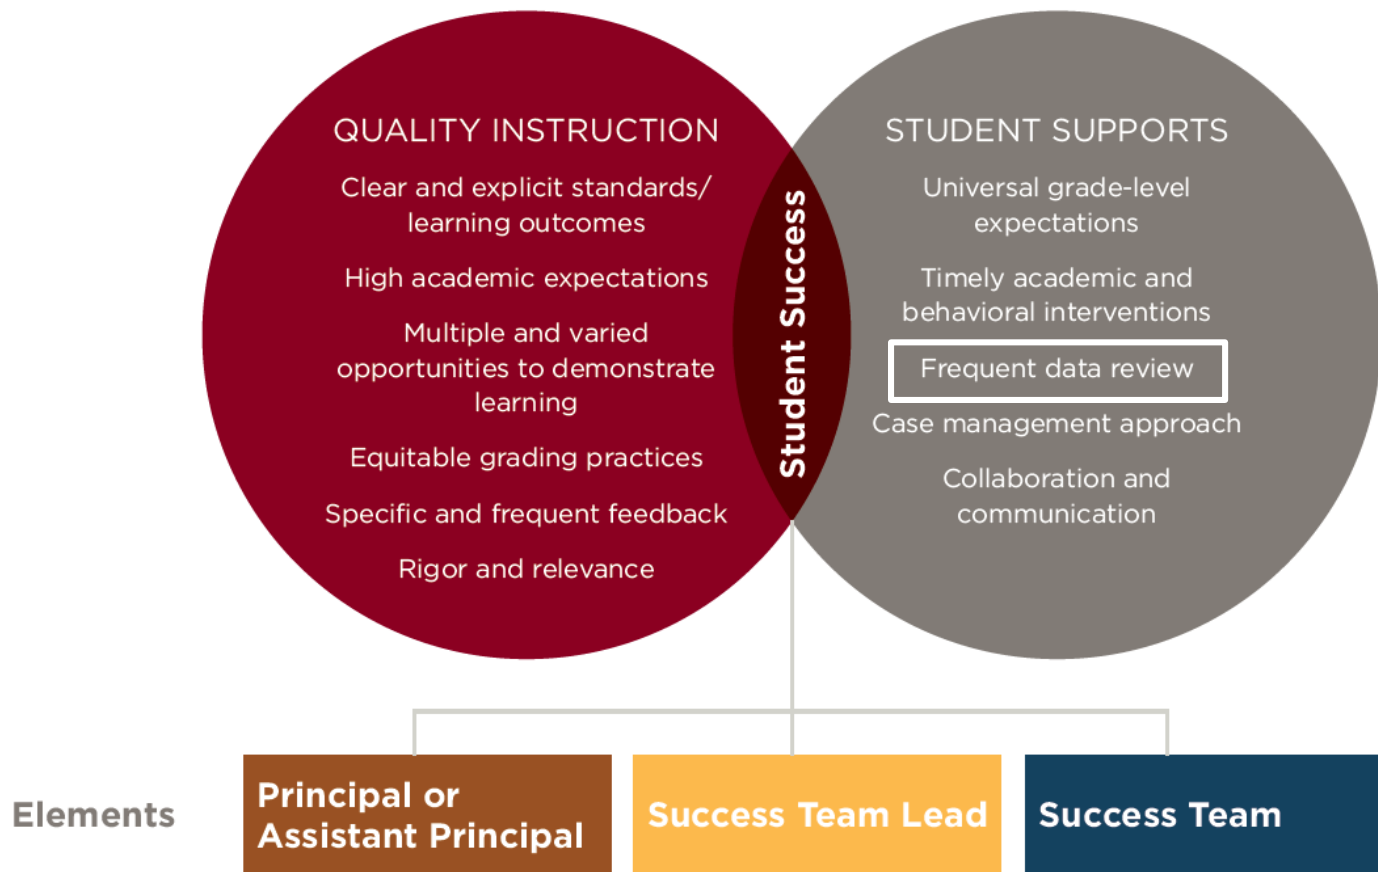 QUALITY INSTRUCTION
Clear and explicit standards/
learning outcomes
High academic expectations
Multiple and varied
opportunities to demonstrate
learning
Equitable grading practices
Specific and frequent feedback
Rigor and relevance
Student Success
STUDENT SUPPORTS
Universal grade-level
expectations
Timely academic and
behavioral interventions
Frequent data review
Case management approach
Collaboration and
communication
Elements
Principal or
Assistant Principal
Success Team Lead
Success Team